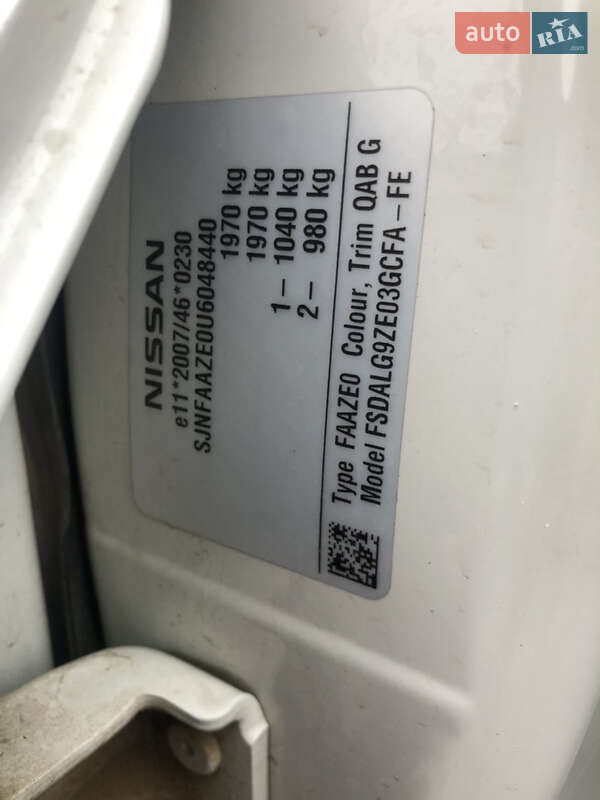 auto RIA .com
NISSAN
e11*2007/46*0230
SJNFAAZE0U6048440
1970 kg
1970 kg
1– 1040 kg
2– 980 kg
Type FAAZE0 Colour, Trim QAB G
Model FSDALG9ZE03GCFA – FE